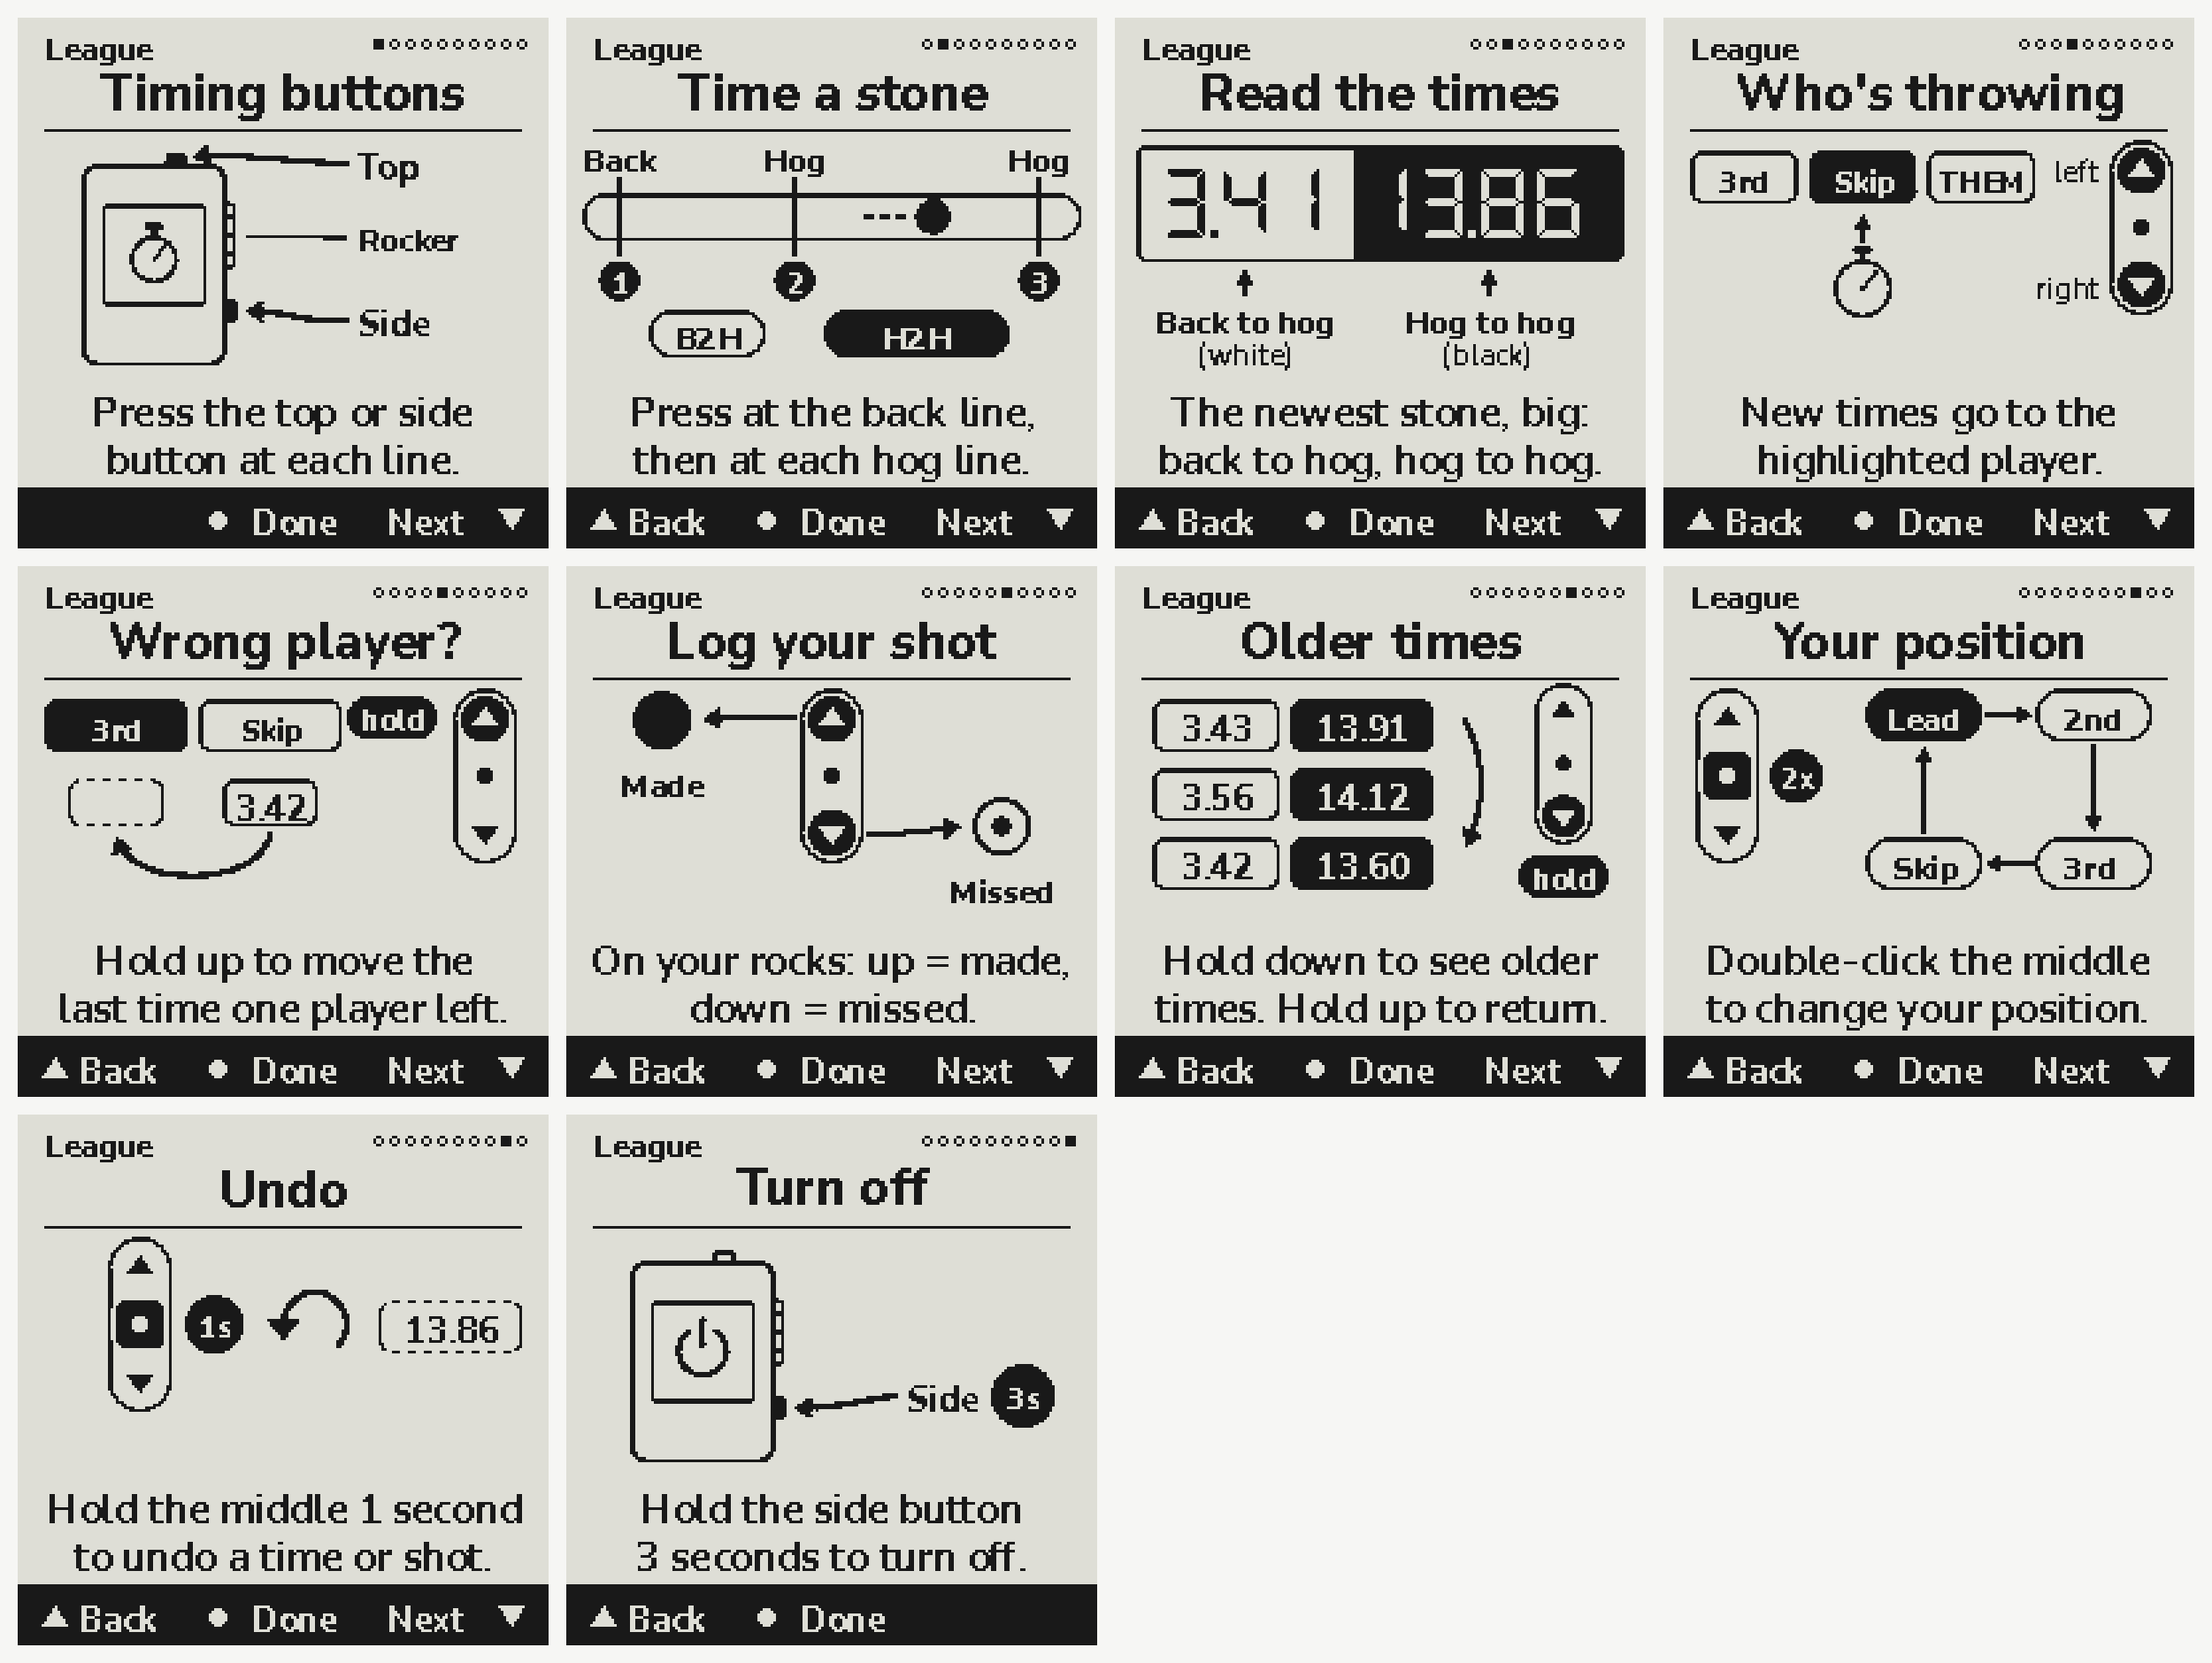 League
Timing buttons
Top
Rocker
Side
Press the top or side
button at each line.
Done Next
League
Time a stone
Back Hog Hog
1 2 3
B2H H2H
Press at the back line,
then at each hog line.
Back Done Next
League
Read the times
3.41 13.86
Back to hog Hog to hog
(white) (black)
The newest stone, big:
back to hog, hog to hog.
Back Done Next
League
Who's throwing
3rd Skip THEM left
right
New times go to the
highlighted player.
Back Done Next
League
Wrong player?
3rd Skip hold
3.42
Hold up to move the
last time one player left.
Back Done Next
League
Log your shot
Made
Missed
On your rocks: up = made,
down = missed.
Back Done Next
League
Older times
3.43 13.91
3.56 14.12
3.42 13.60
hold
Hold down to see older
times. Hold up to return.
Back Done Next
League
Your position
Lead 2nd
2x
Skip 3rd
Double-click the middle
to change your position.
Back Done Next
League
Undo
1s 13.86
Hold the middle 1 second
to undo a time or shot.
Back Done Next
League
Turn off
Side 3s
Hold the side button
3 seconds to turn off.
Back Done